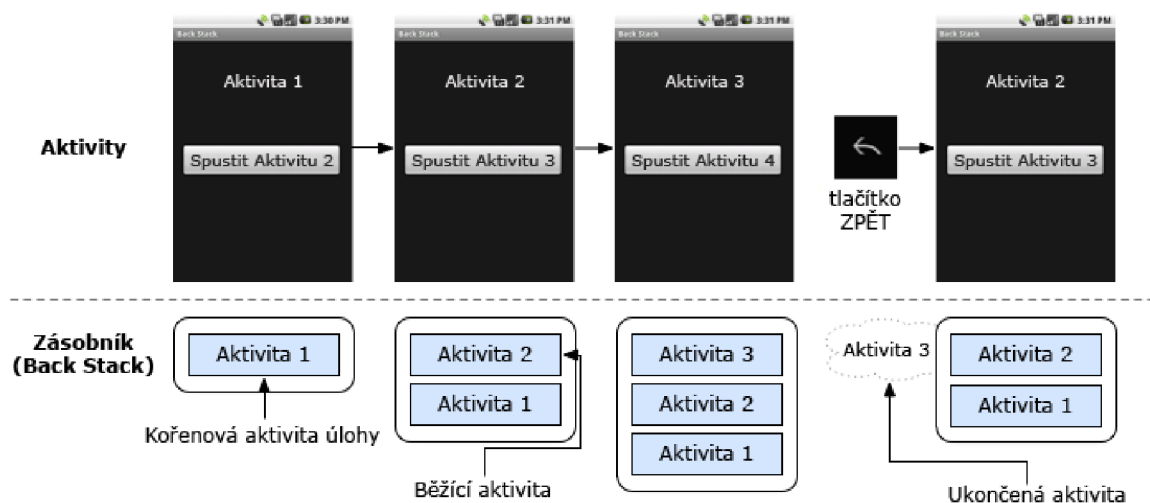 3:30 PM
Back Stack
Aktivita 1
Spustit Aktivitu 2
3:31 PM
Back Stack
Aktivita 2
Spustit Aktivitu 3
3:31 PM
Back Stack
Aktivita 3
Spustit Aktivitu 4
3:31 PM
Back Stack
Aktivita 2
Spustit Aktivitu 3
Aktivity
tlačítko
ZPĚT
Zásobník
(Back Stack)
Aktivita 1
Kořenová aktivita úlohy
Aktivita 2
Aktivita 1
Běžící aktivita
Aktivita 3
Aktivita 2
Aktivita 1
Aktivita 3
Aktivita 2
Aktivita 1
Ukončená aktivita